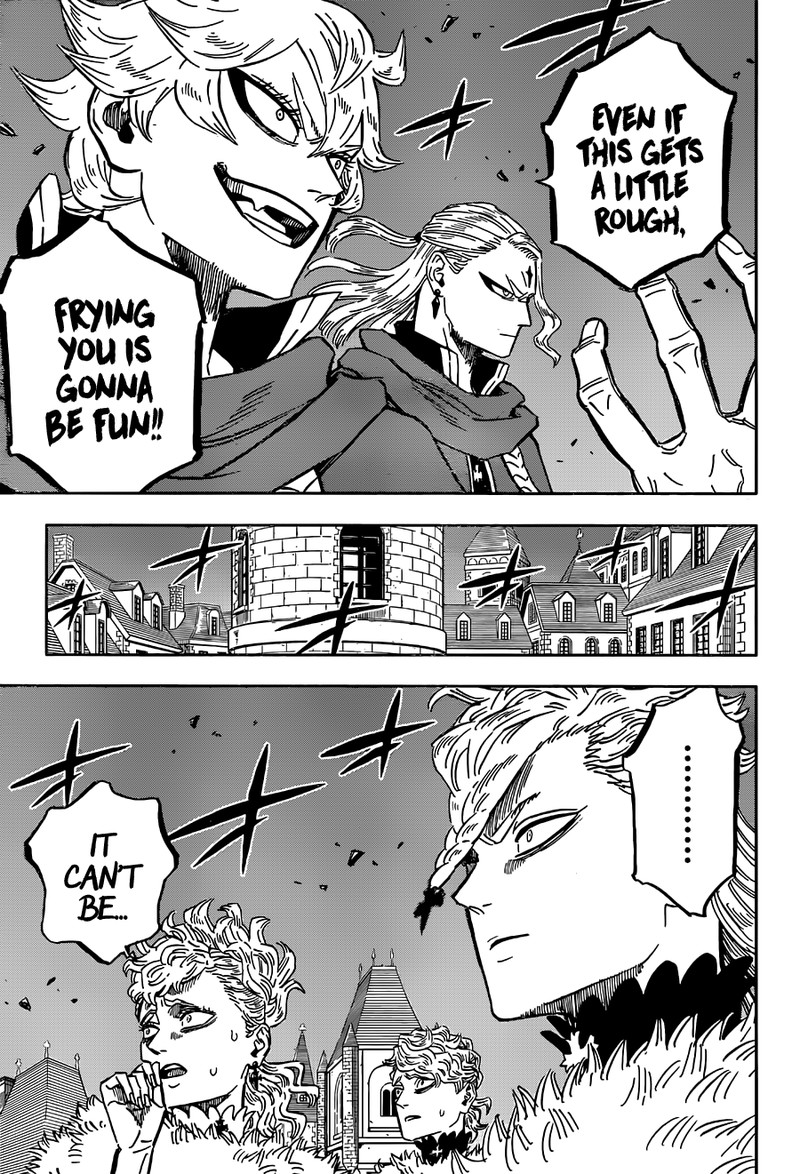 EVEN IF
THIS GETS
A LITTLE
ROUGH,
FRYING
YOU IS
GONNA
BE FUN!!
..........
IT
CAN'T
BE...